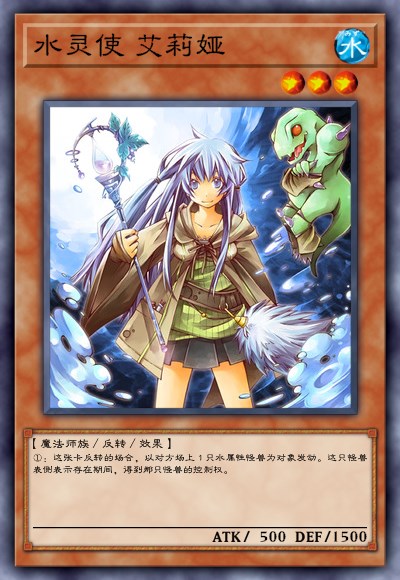 水灵使 艾莉娅
水
【魔法师族／反转／效果】
①：这张卡反转的场合，以对方场上１只水属性怪兽为对象发动。这只怪兽
表侧表示存在期间，得到那只怪兽的控制权。
ATK/ 500 DEF/1500